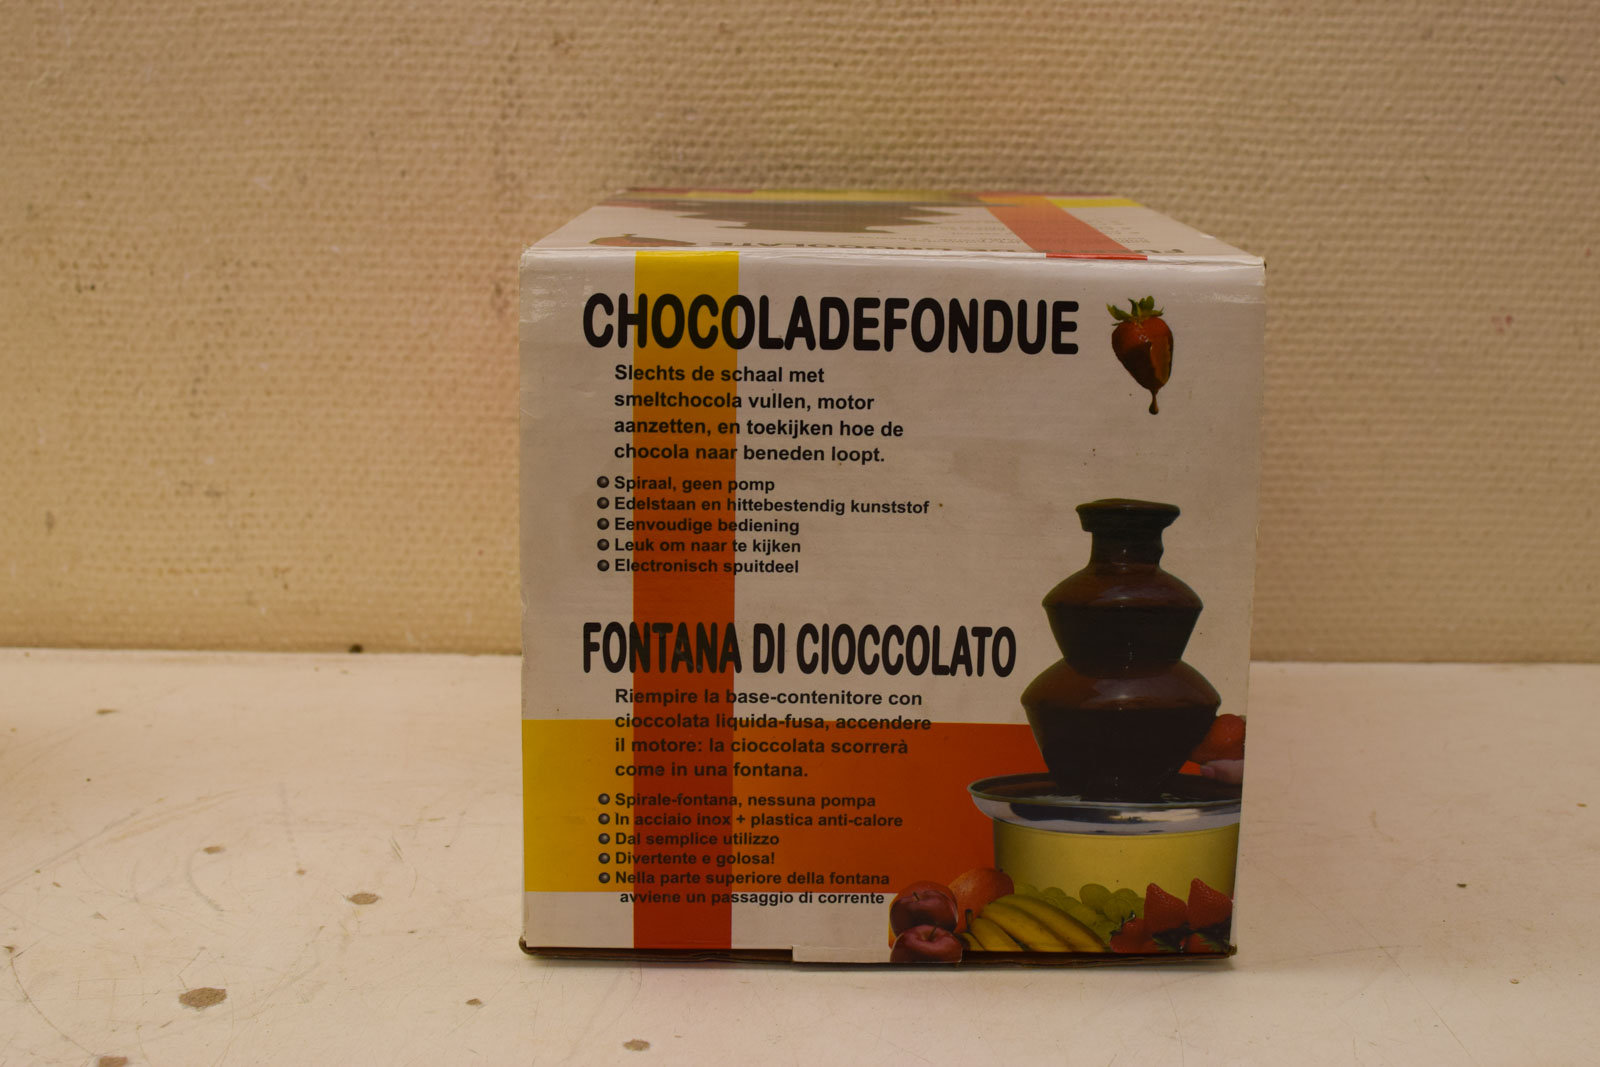 CHOCOLATE
CHOCOLADEFONDUE
Slechts de schaal met
smeltchocola vullen, motor
aanzetten, en toekijken hoe de
chocola naar beneden loopt.
Spiraal, geen pomp
Edelstaan en hittebestendig kunststof
Eenvoudige bediening
Leuk om naar te kijken
Electronisch spuitdeel
FONTANA DI CIOCCOLATO
Riempire la base-contenitore con
cioccolata liquida-fusa, accendere
il motore: la cioccolata scorrerà
come in una fontana.
Spirale-fontana, nessuna pompa
In acciaio inox + plastica anti-calore
Dal semplice utilizzo
Divertente e golosa!
Nella parte superiore della fontana
avviene un passaggio di corrente